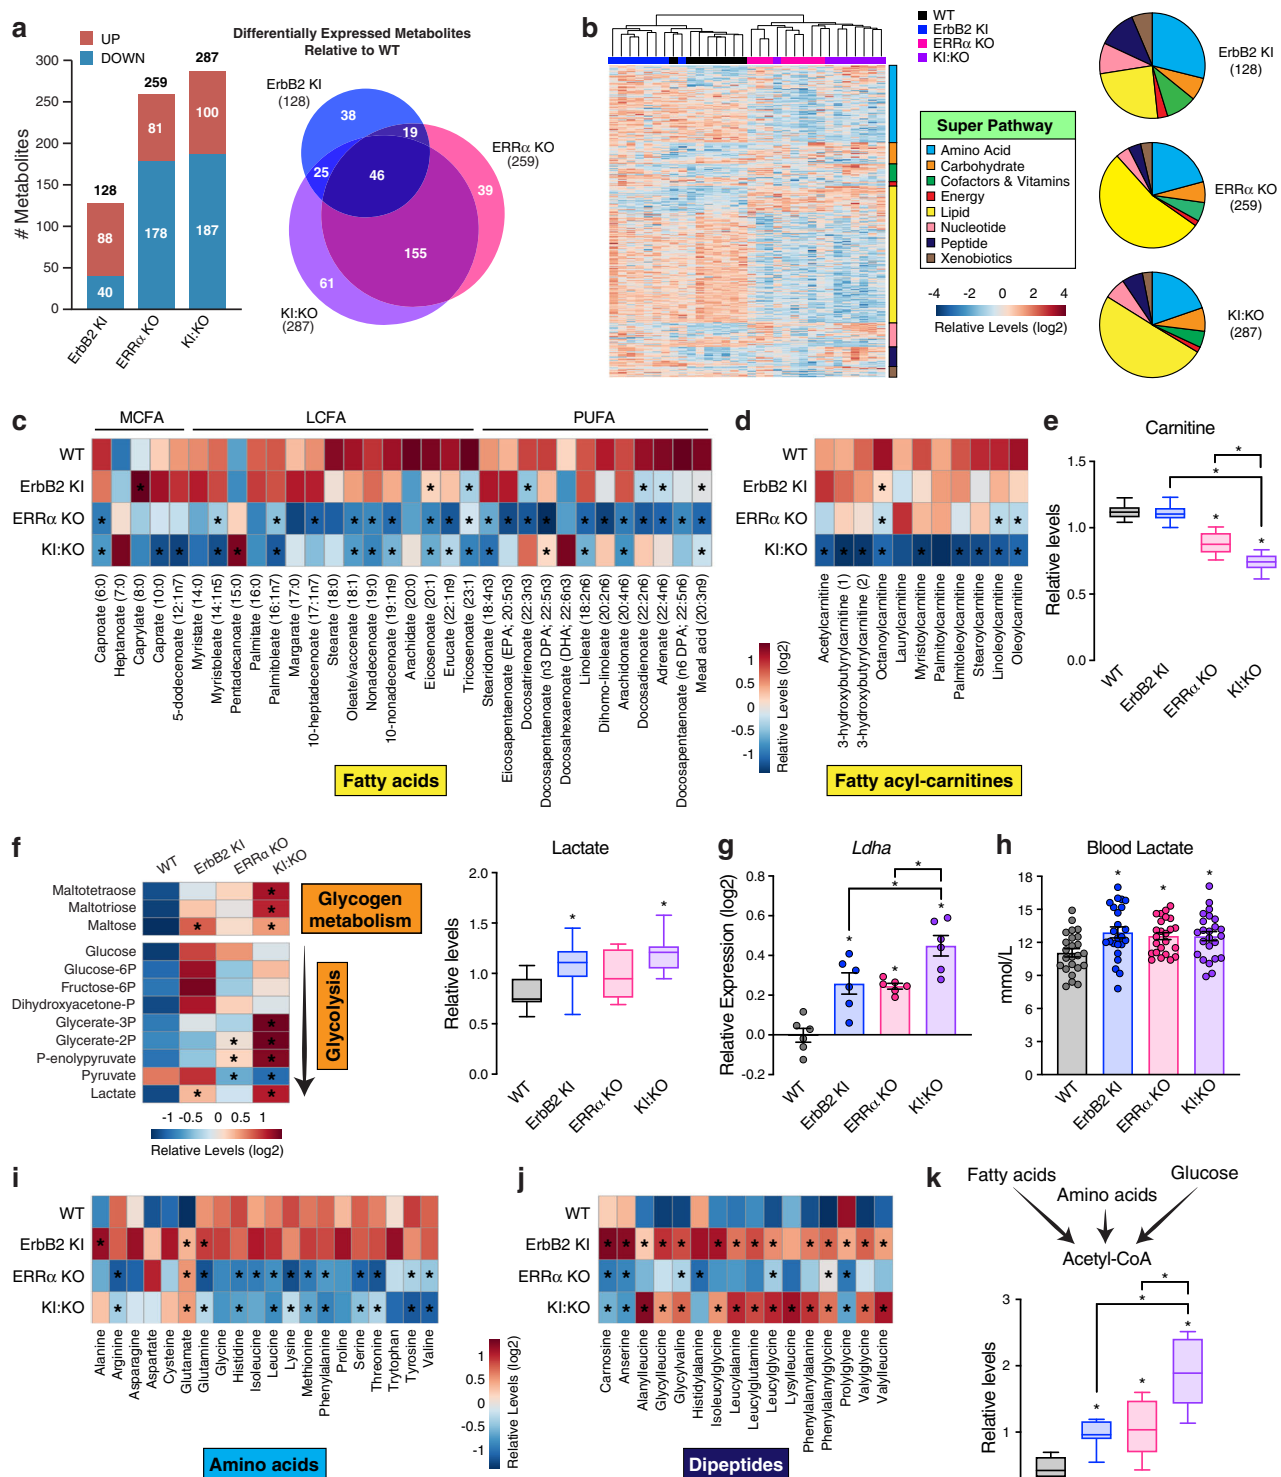 a
UP
DOWN
# Metabolites
300
250
200
150
100
50
0
128
88
40
259
81
178
287
100
187
ErbB2 KI
ERRα KO
KI:KO
Differentially Expressed Metabolites
Relative to WT
ErbB2 KI
(128)
38
19
ERRα KO
(259)
25
46
39
155
61
KI:KO
(287)
b
WT
ErbB2 KI
ERRα KO
KI:KO
Super Pathway
Amino Acid
Carbohydrate
Cofactors & Vitamins
Energy
Lipid
Nucleotide
Peptide
Xenobiotics
-4 -2 0 2 4
Relative Levels (log2)
ErbB2 KI
(128)
ERRα KO
(259)
KI:KO
(287)
c
MCFA LCFA PUFA
WT
ErbB2 KI
ERRα KO
KI:KO
Caproate (6:0)
Heptanoate (7:0)
Caprylate (8:0)
Caprate (10:0)
5-dodecenoate (12:1n7)
Myristate (14:0)
Myristoleate (14:1n5)
Pentadecanoate (15:0)
Palmitate (16:0)
Palmitoleate (16:1n7)
Margarate (17:0)
10-heptadecenoate (17:1n7)
Stearate (18:0)
Oleate/vaccenate (18:1)
Nonadecenoate (19:0)
10-nonadecenoate (19:1n9)
Arachidate (20:0)
Eicosenoate (20:1)
Erucate (22:1n9)
Tricosenoate (23:1)
Stearidonate (18:4n3)
Eicosapentaenoate (EPA; 20:5n3)
Docosatrienoate (22:3n3)
Docosapentaenoate (n3 DPA; 22:5n3)
Docosahexaenoate (DHA; 22:6n3)
Linoleate (18:2n6)
Dihomo-linoleate (20:2n6)
Arachidonate (20:4n6)
Docosadienoate (22:2n6)
Adrenate (22:4n6)
Docosapentaenoate (n6 DPA; 22:5n6)
Mead acid (20:3n9)
Fatty acids
1
0.5
0
-0.5
-1
Relative Levels (log2)
d
WT
ErbB2 KI
ERRα KO
KI:KO
Acetylcarnitine
3-hydroxybutyrylcarnitine (1)
3-hydroxybutyrylcarnitine (2)
Octanoylcarnitine
Laurylcarnitine
Myristoylcarnitine
Palmitoylcarnitine
Palmitoleoylcarnitine
Stearoylcarnitine
Linoleoylcarnitine
Oleoylcarnitine
Fatty acyl-carnitines
e
Carnitine
Relative levels
1.5
1.0
0.5
0.0
WT
ErbB2 KI
ERRα KO
KI:KO
f
WT
ErbB2 KI
ERRα KO
KI:KO
Maltotetraose
Maltotriose
Maltose
Glycogen
metabolism
Glucose
Glucose-6P
Fructose-6P
Dihydroxyacetone-P
Glycerate-3P
Glycerate-2P
P-enolypyruvate
Pyruvate
Lactate
Glycolysis
-1 -0.5 0 0.5 1
Relative Levels (log2)
Lactate
Relative levels
2.0
1.5
1.0
0.5
0.0
WT
ErbB2 KI
ERRα KO
KI:KO
g
Ldha
Relative Expression (log2)
0.8
0.6
0.4
0.2
0.0
-0.2
WT
ErbB2 KI
ERRα KO
KI:KO
h
Blood Lactate
mmol/L
18
15
12
9
6
3
0
WT
ErbB2 KI
ERRα KO
KI:KO
i
WT
ErbB2 KI
ERRα KO
KI:KO
Alanine
Arginine
Asparagine
Aspartate
Cysteine
Glutamate
Glutamine
Glycine
Histidine
Isoleucine
Leucine
Lysine
Methionine
Phenylalanine
Proline
Serine
Threonine
Trytophan
Tyrosine
Valine
Amino acids
1
0.5
0
-0.5
-1
Relative Levels (log2)
j
WT
ErbB2 KI
ERRα KO
KI:KO
Carnosine
Anserine
Alanylleucine
Glycylleucine
Glycylvaline
Histidylalanine
Isoleucylglycine
Leucylalanine
Leucylglutamine
Leucylglycine
Lysylleucine
Phenylalanylalanine
Phenylalanylglycine
Prolylglycine
Valylglycine
Valylleucine
Dipeptides
k
Fatty acids
Amino acids
Glucose
Acetyl-CoA
Relative levels
3
2
1